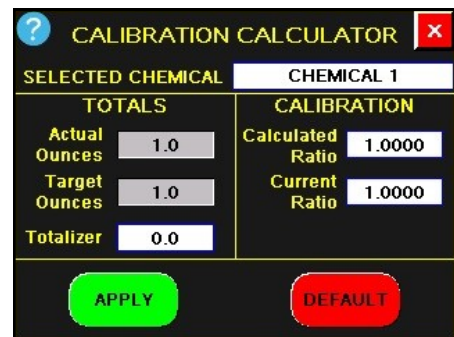 ? CALIBRATION CALCULATOR X
SELECTED CHEMICAL CHEMICAL 1
TOTALS
Actual
Ounces 1.0
Target
Ounces 1.0
Totalizer 0.0
CALIBRATION
Calculated
Ratio 1.0000
Current
Ratio 1.0000
APPLY DEFAULT